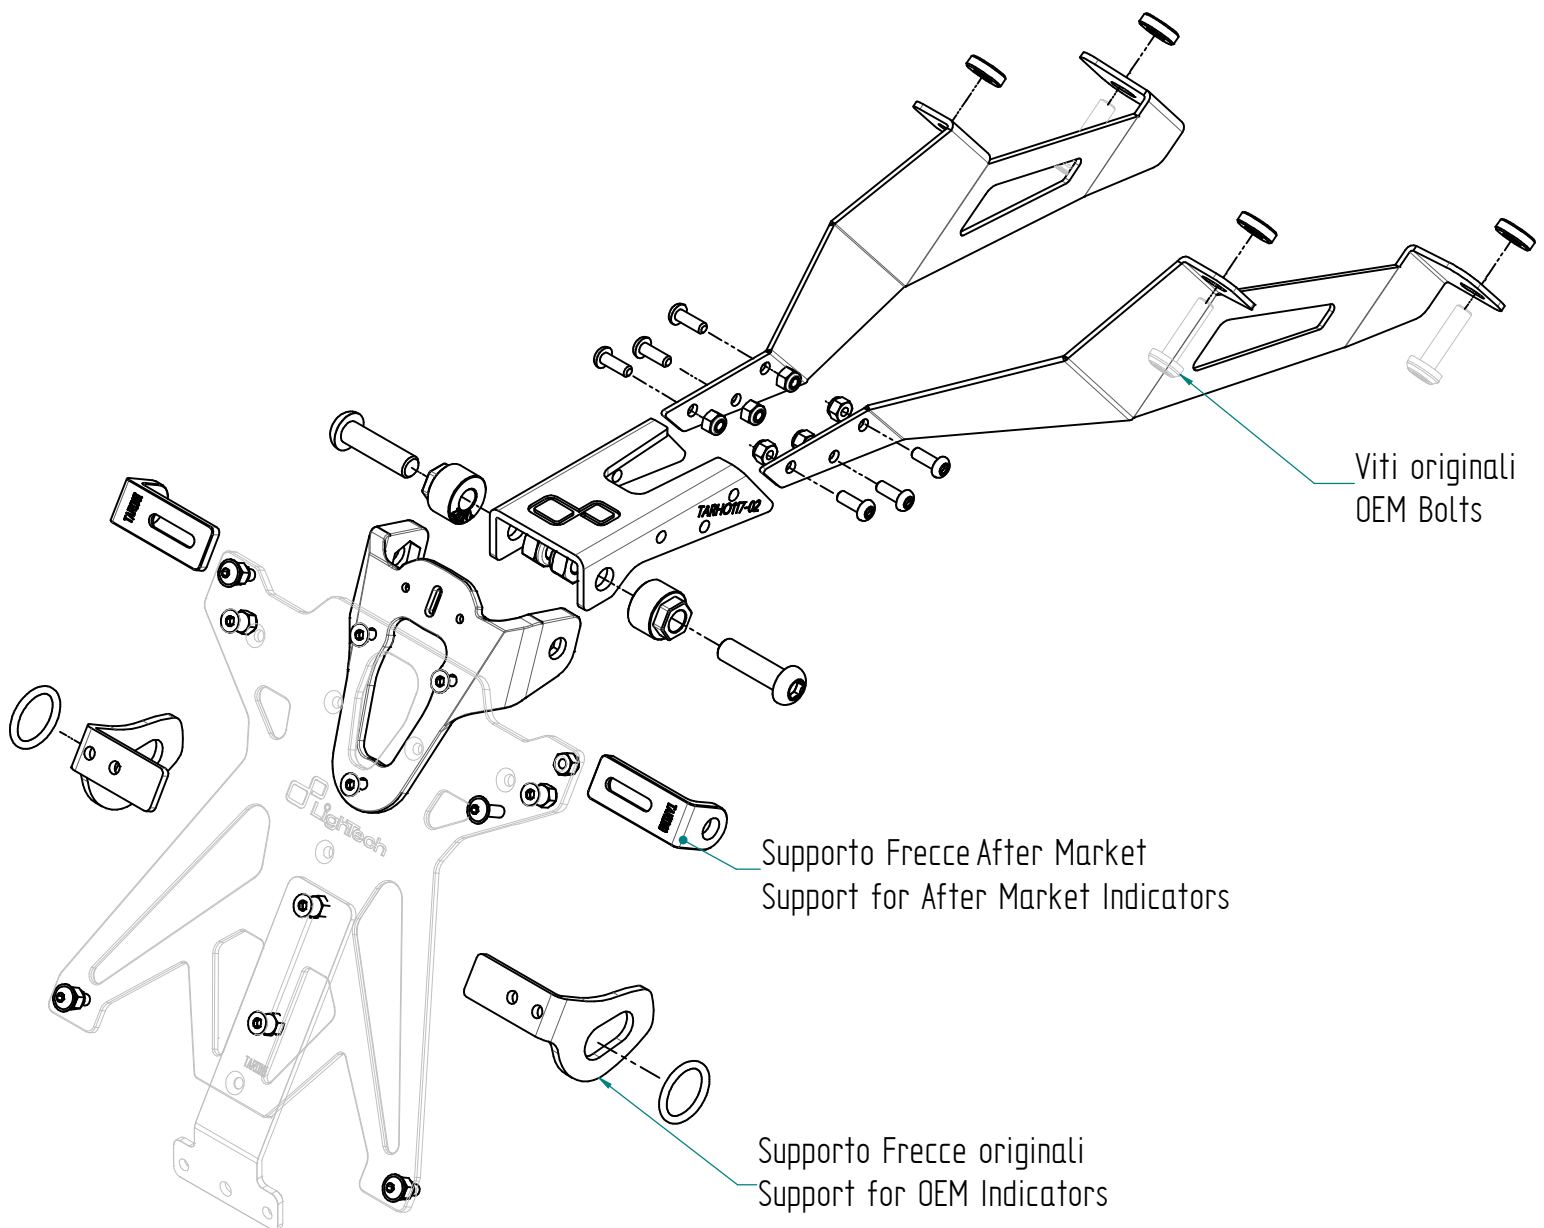 TARHO117-02
Viti originali
OEM Bolts
LighTech
Supporto Frecce After Market
Support for After Market Indicators
Supporto Frecce originali
Support for OEM Indicators